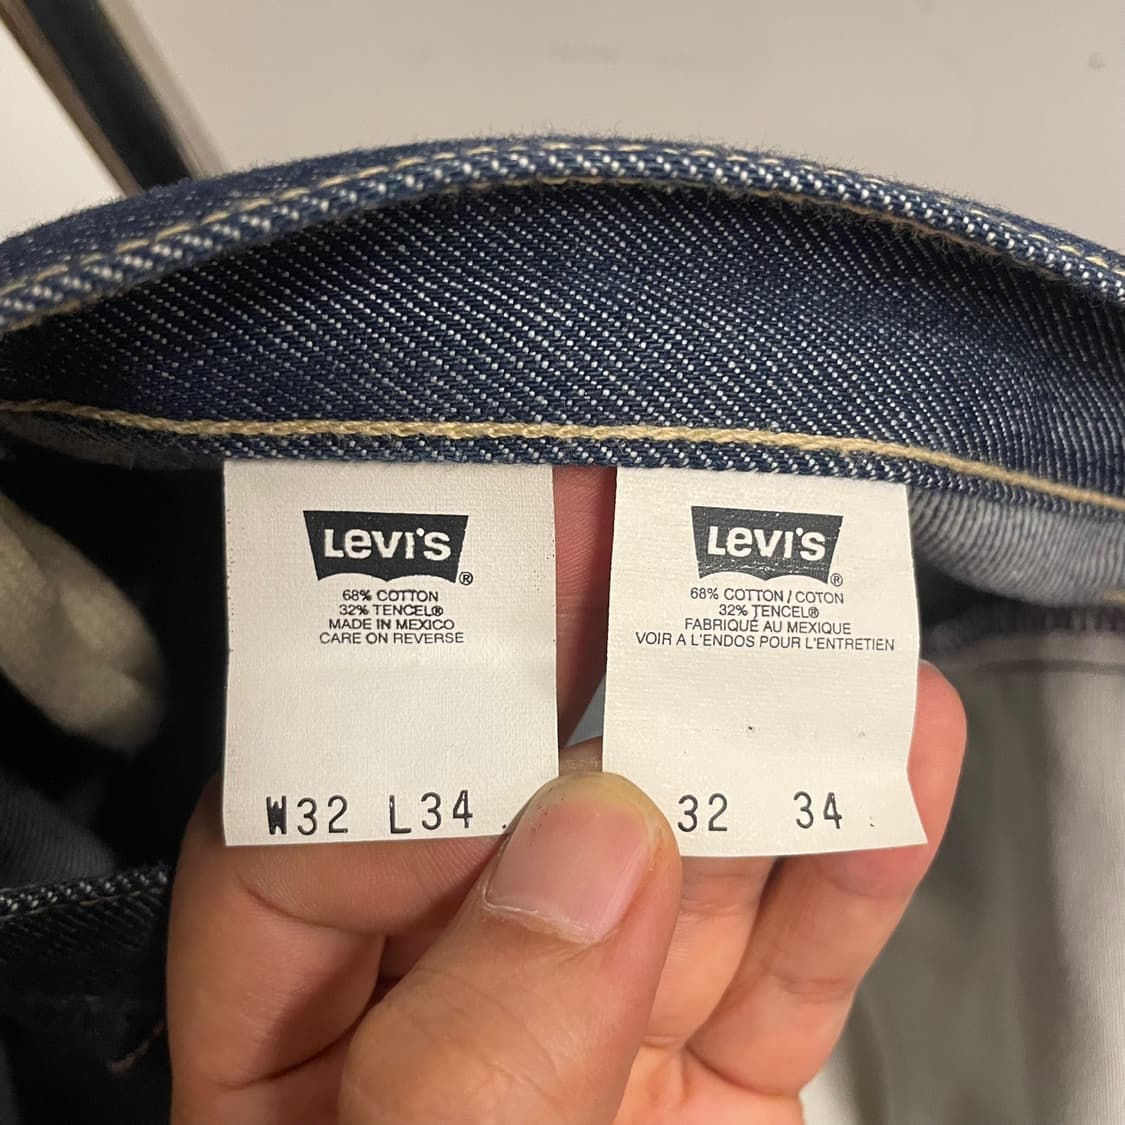 LEVI'S®
68% COTTON
32% TENCEL®
MADE IN MEXICO
CARE ON REVERSE
W32 L34
LEVI'S®
68% COTTON / COTON
32% TENCEL®
FABRIQUÉ AU MEXIQUE
VOIR A L'ENDOS POUR L'ENTRETIEN
32 34